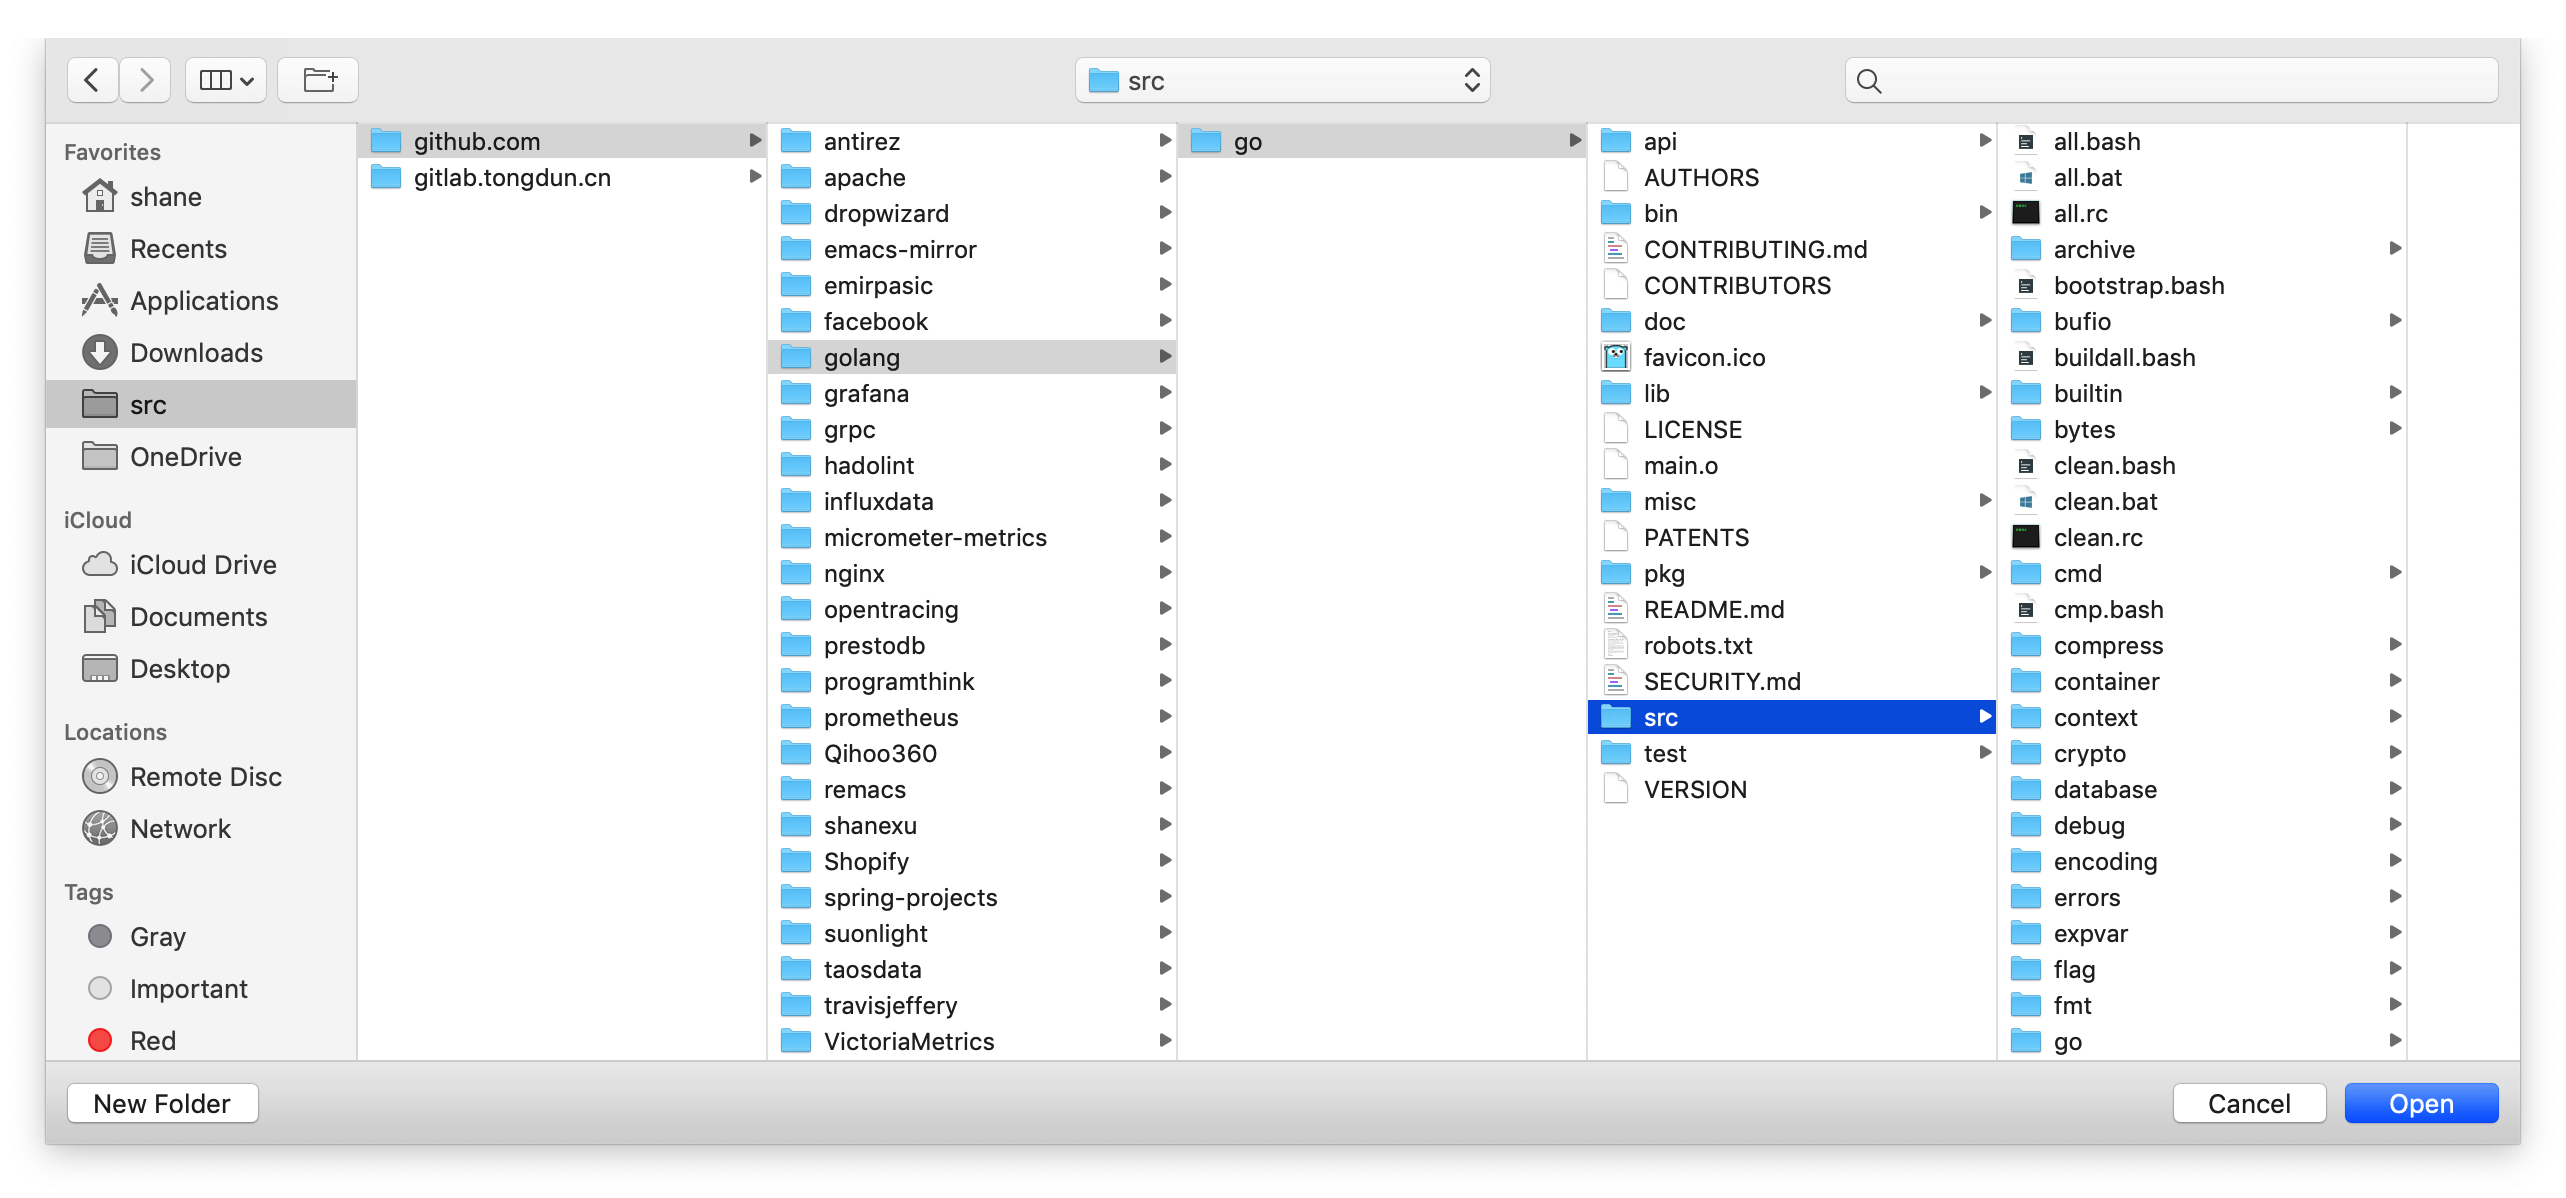 src
Favorites
shane
Recents
Applications
Downloads
src
OneDrive
iCloud
iCloud Drive
Documents
Desktop
Locations
Remote Disc
Network
Tags
Gray
Important
Red
github.com
gitlab.tongdun.cn
antirez
apache
dropwizard
emacs-mirror
emirpasic
facebook
golang
grafana
grpc
hadolint
influxdata
micrometer-metrics
nginx
opentracing
prestodb
programthink
prometheus
Qihoo360
remacs
shanexu
Shopify
spring-projects
suonlight
taosdata
travisjeffery
VictoriaMetrics
go
api
AUTHORS
bin
CONTRIBUTING.md
CONTRIBUTORS
doc
favicon.ico
lib
LICENSE
main.o
misc
PATENTS
pkg
README.md
robots.txt
SECURITY.md
src
test
VERSION
all.bash
all.bat
all.rc
archive
bootstrap.bash
bufio
buildall.bash
builtin
bytes
clean.bash
clean.bat
clean.rc
cmd
cmp.bash
compress
container
context
crypto
database
debug
encoding
errors
expvar
flag
fmt
go
New Folder
Cancel
Open